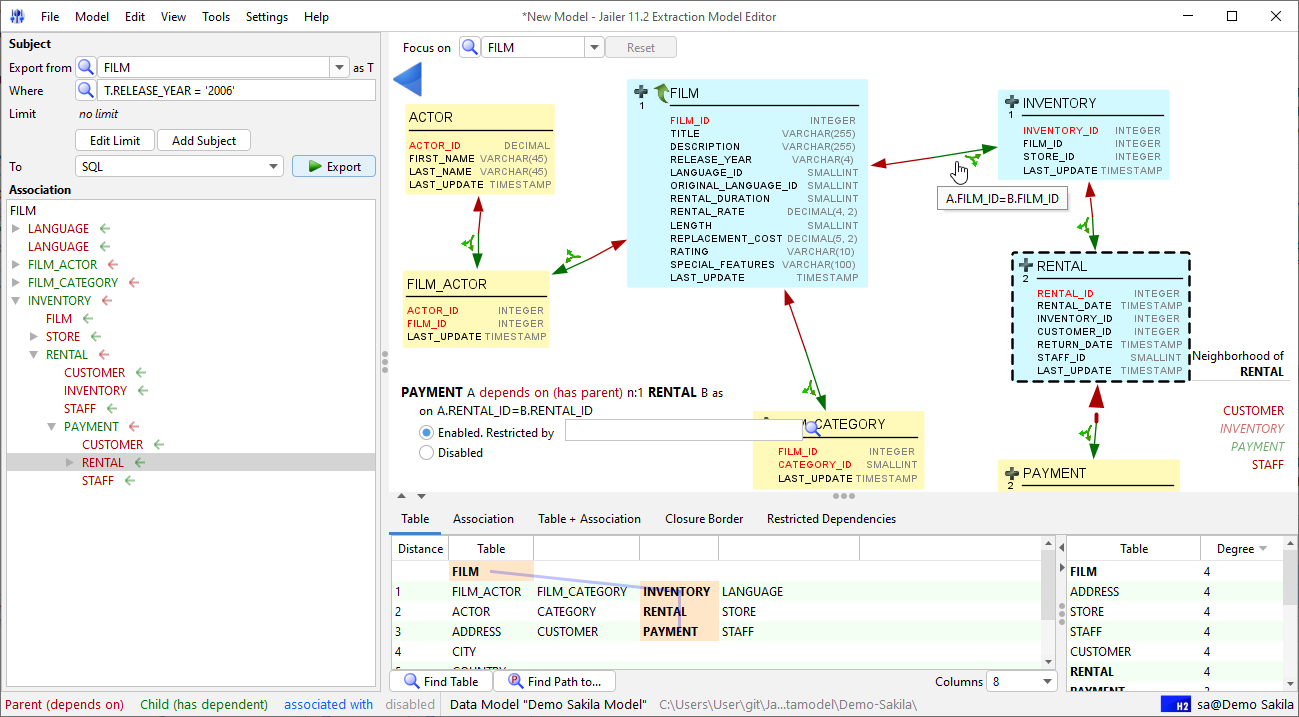 File Model Edit View Tools Settings Help *New Model - Jailer 11.2 Extraction Model Editor
Subject
Export from FILM as T
Where T.RELEASE_YEAR = '2006'
Limit no limit
Edit Limit Add Subject
To SQL Export
Association
FILM
LANGUAGE
LANGUAGE
FILM_ACTOR
FILM_CATEGORY
INVENTORY
FILM
STORE
RENTAL
CUSTOMER
INVENTORY
STAFF
PAYMENT
CUSTOMER
RENTAL
STAFF
Focus on FILM Reset
ACTOR
ACTOR_ID DECIMAL
FIRST_NAME VARCHAR(45)
LAST_NAME VARCHAR(45)
LAST_UPDATE TIMESTAMP
FILM_ACTOR
ACTOR_ID INTEGER
FILM_ID INTEGER
LAST_UPDATE TIMESTAMP
1 FILM
FILM_ID INTEGER
TITLE VARCHAR(255)
DESCRIPTION VARCHAR(255)
RELEASE_YEAR VARCHAR(4)
LANGUAGE_ID SMALLINT
ORIGINAL_LANGUAGE_ID SMALLINT
RENTAL_DURATION SMALLINT
RENTAL_RATE DECIMAL(4, 2)
LENGTH SMALLINT
REPLACEMENT_COST DECIMAL(5, 2)
RATING VARCHAR(10)
SPECIAL_FEATURES VARCHAR(100)
LAST_UPDATE TIMESTAMP
1 INVENTORY
INVENTORY_ID INTEGER
FILM_ID INTEGER
STORE_ID INTEGER
LAST_UPDATE TIMESTAMP
A.FILM_ID=B.FILM_ID
2 RENTAL
RENTAL_ID INTEGER
RENTAL_DATE TIMESTAMP
INVENTORY_ID INTEGER
CUSTOMER_ID INTEGER
RETURN_DATE TIMESTAMP
STAFF_ID SMALLINT
LAST_UPDATE TIMESTAMP
Neighborhood of
RENTAL
CUSTOMER
INVENTORY
PAYMENT
STAFF
PAYMENT A depends on (has parent) n:1 RENTAL B as
on A.RENTAL_ID=B.RENTAL_ID
Enabled. Restricted by
Disabled
_CATEGORY
FILM_ID INTEGER
CATEGORY_ID SMALLINT
LAST_UPDATE TIMESTAMP
2 PAYMENT
Table Association Table + Association Closure Border Restricted Dependencies
Distance Table
FILM
1 FILM_ACTOR FILM_CATEGORY INVENTORY LANGUAGE
2 ACTOR CATEGORY RENTAL STORE
3 ADDRESS CUSTOMER PAYMENT STAFF
4 CITY
5 COUNTRY
Find Table Find Path to... Columns 8
Table Degree
FILM 4
ADDRESS 4
STORE 4
STAFF 4
CUSTOMER 4
RENTAL 4
PAYMENT 3
Parent (depends on) Child (has dependent) associated with disabled Data Model "Demo Sakila Model" C:\Users\User\git\Ja...tamodel\Demo-Sakila\ H2 sa@Demo Sakila